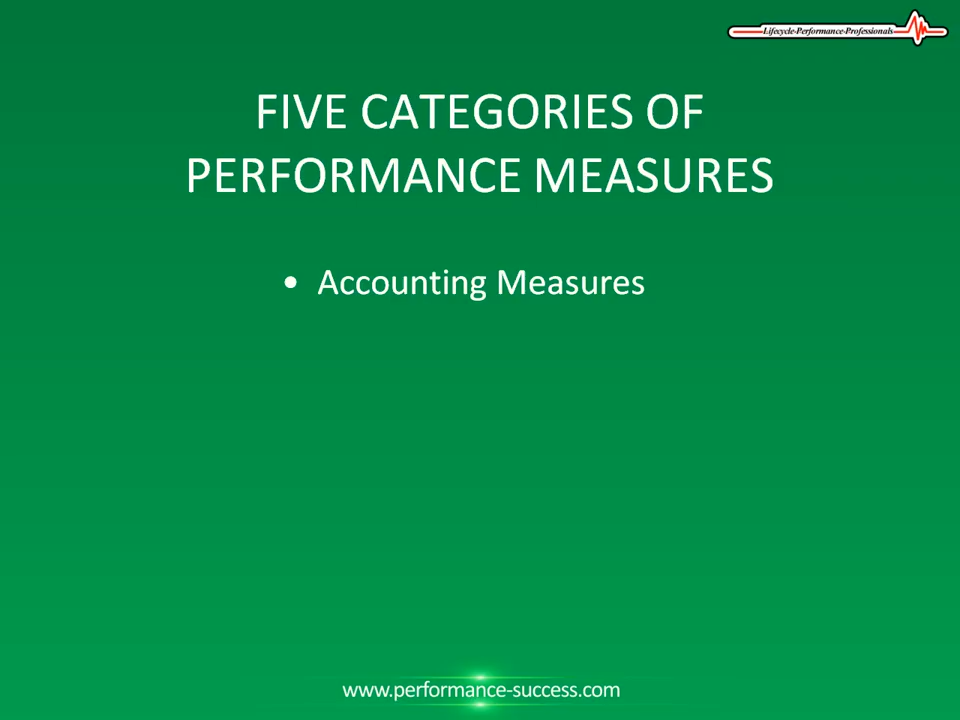 Lifecycle-Performance-Professionals
FIVE CATEGORIES OF
PERFORMANCE MEASURES
• Accounting Measures
www.performance-success.com